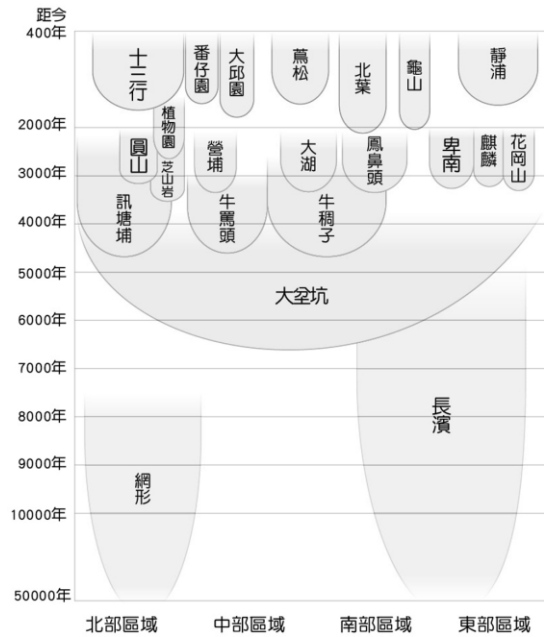 距今
400年
2000年
3000年
4000年
5000年
6000年
7000年
8000年
9000年
10000年
50000年
十三行
番仔園
大邱園
蔦松
北葉
龜山
靜浦
植物園
圓山
芝山岩
營埔
大湖
鳳鼻頭
卑南
麒麟
花岡山
訊塘埔
牛罵頭
牛稠子
大坌坑
長濱
網形
北部區域
中部區域
南部區域
東部區域